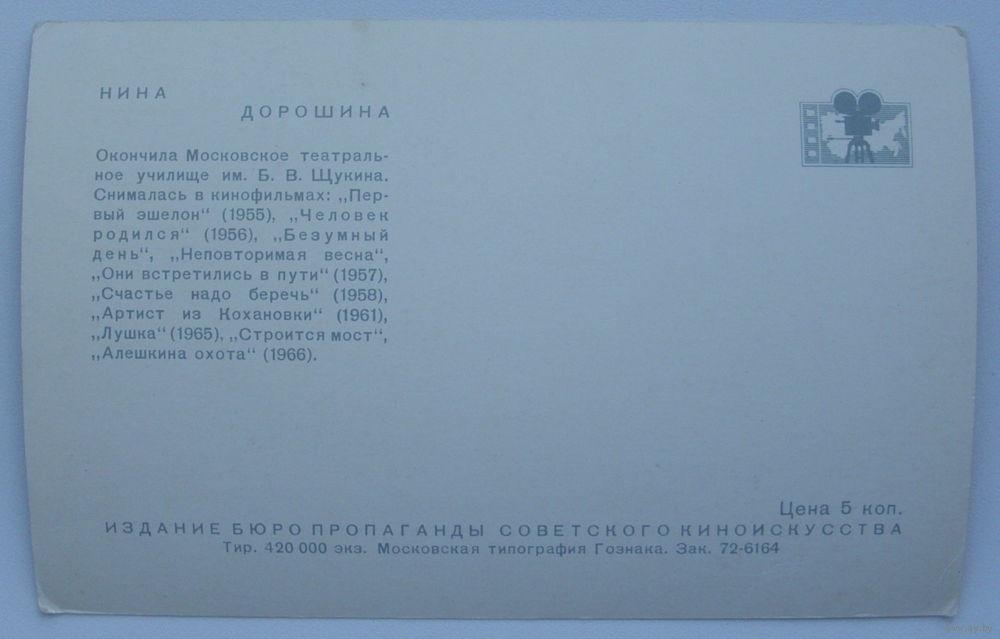 НИНА
ДОРОШИНА
Окончила Московское театраль-
ное училище им. Б. В. Щукина.
Снималась в кинофильмах: „Пер-
вый эшелон“ (1955), „Человек
родился“ (1956), „Безумный
день“, „Неповторимая весна“,
„Они встретились в пути“ (1957),
„Счастье надо беречь“ (1958),
„Артист из Кохановки“ (1961),
„Лушка“ (1965), „Строится мост“,
„Алешкина охота“ (1966).
Цена 5 коп.
ИЗДАНИЕ БЮРО ПРОПАГАНДЫ СОВЕТСКОГО КИНОИСКУССТВА
Тир. 420 000 экз. Московская типография Гознака. Зак. 72-6164